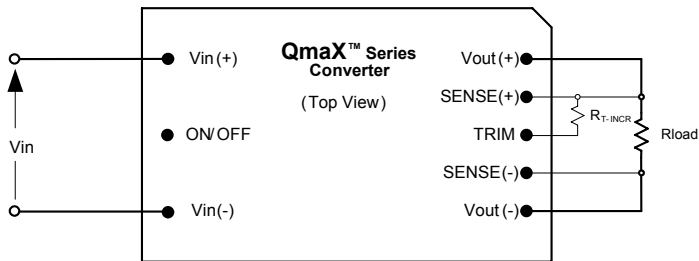 QmaX™ Series
Converter
(Top View)
Vin (+)
ON/OFF
Vin(-)
Vout (+)
SENSE(+)
TRIM
SENSE(-)
Vout (-)
Vin
RT-INCR
Rload